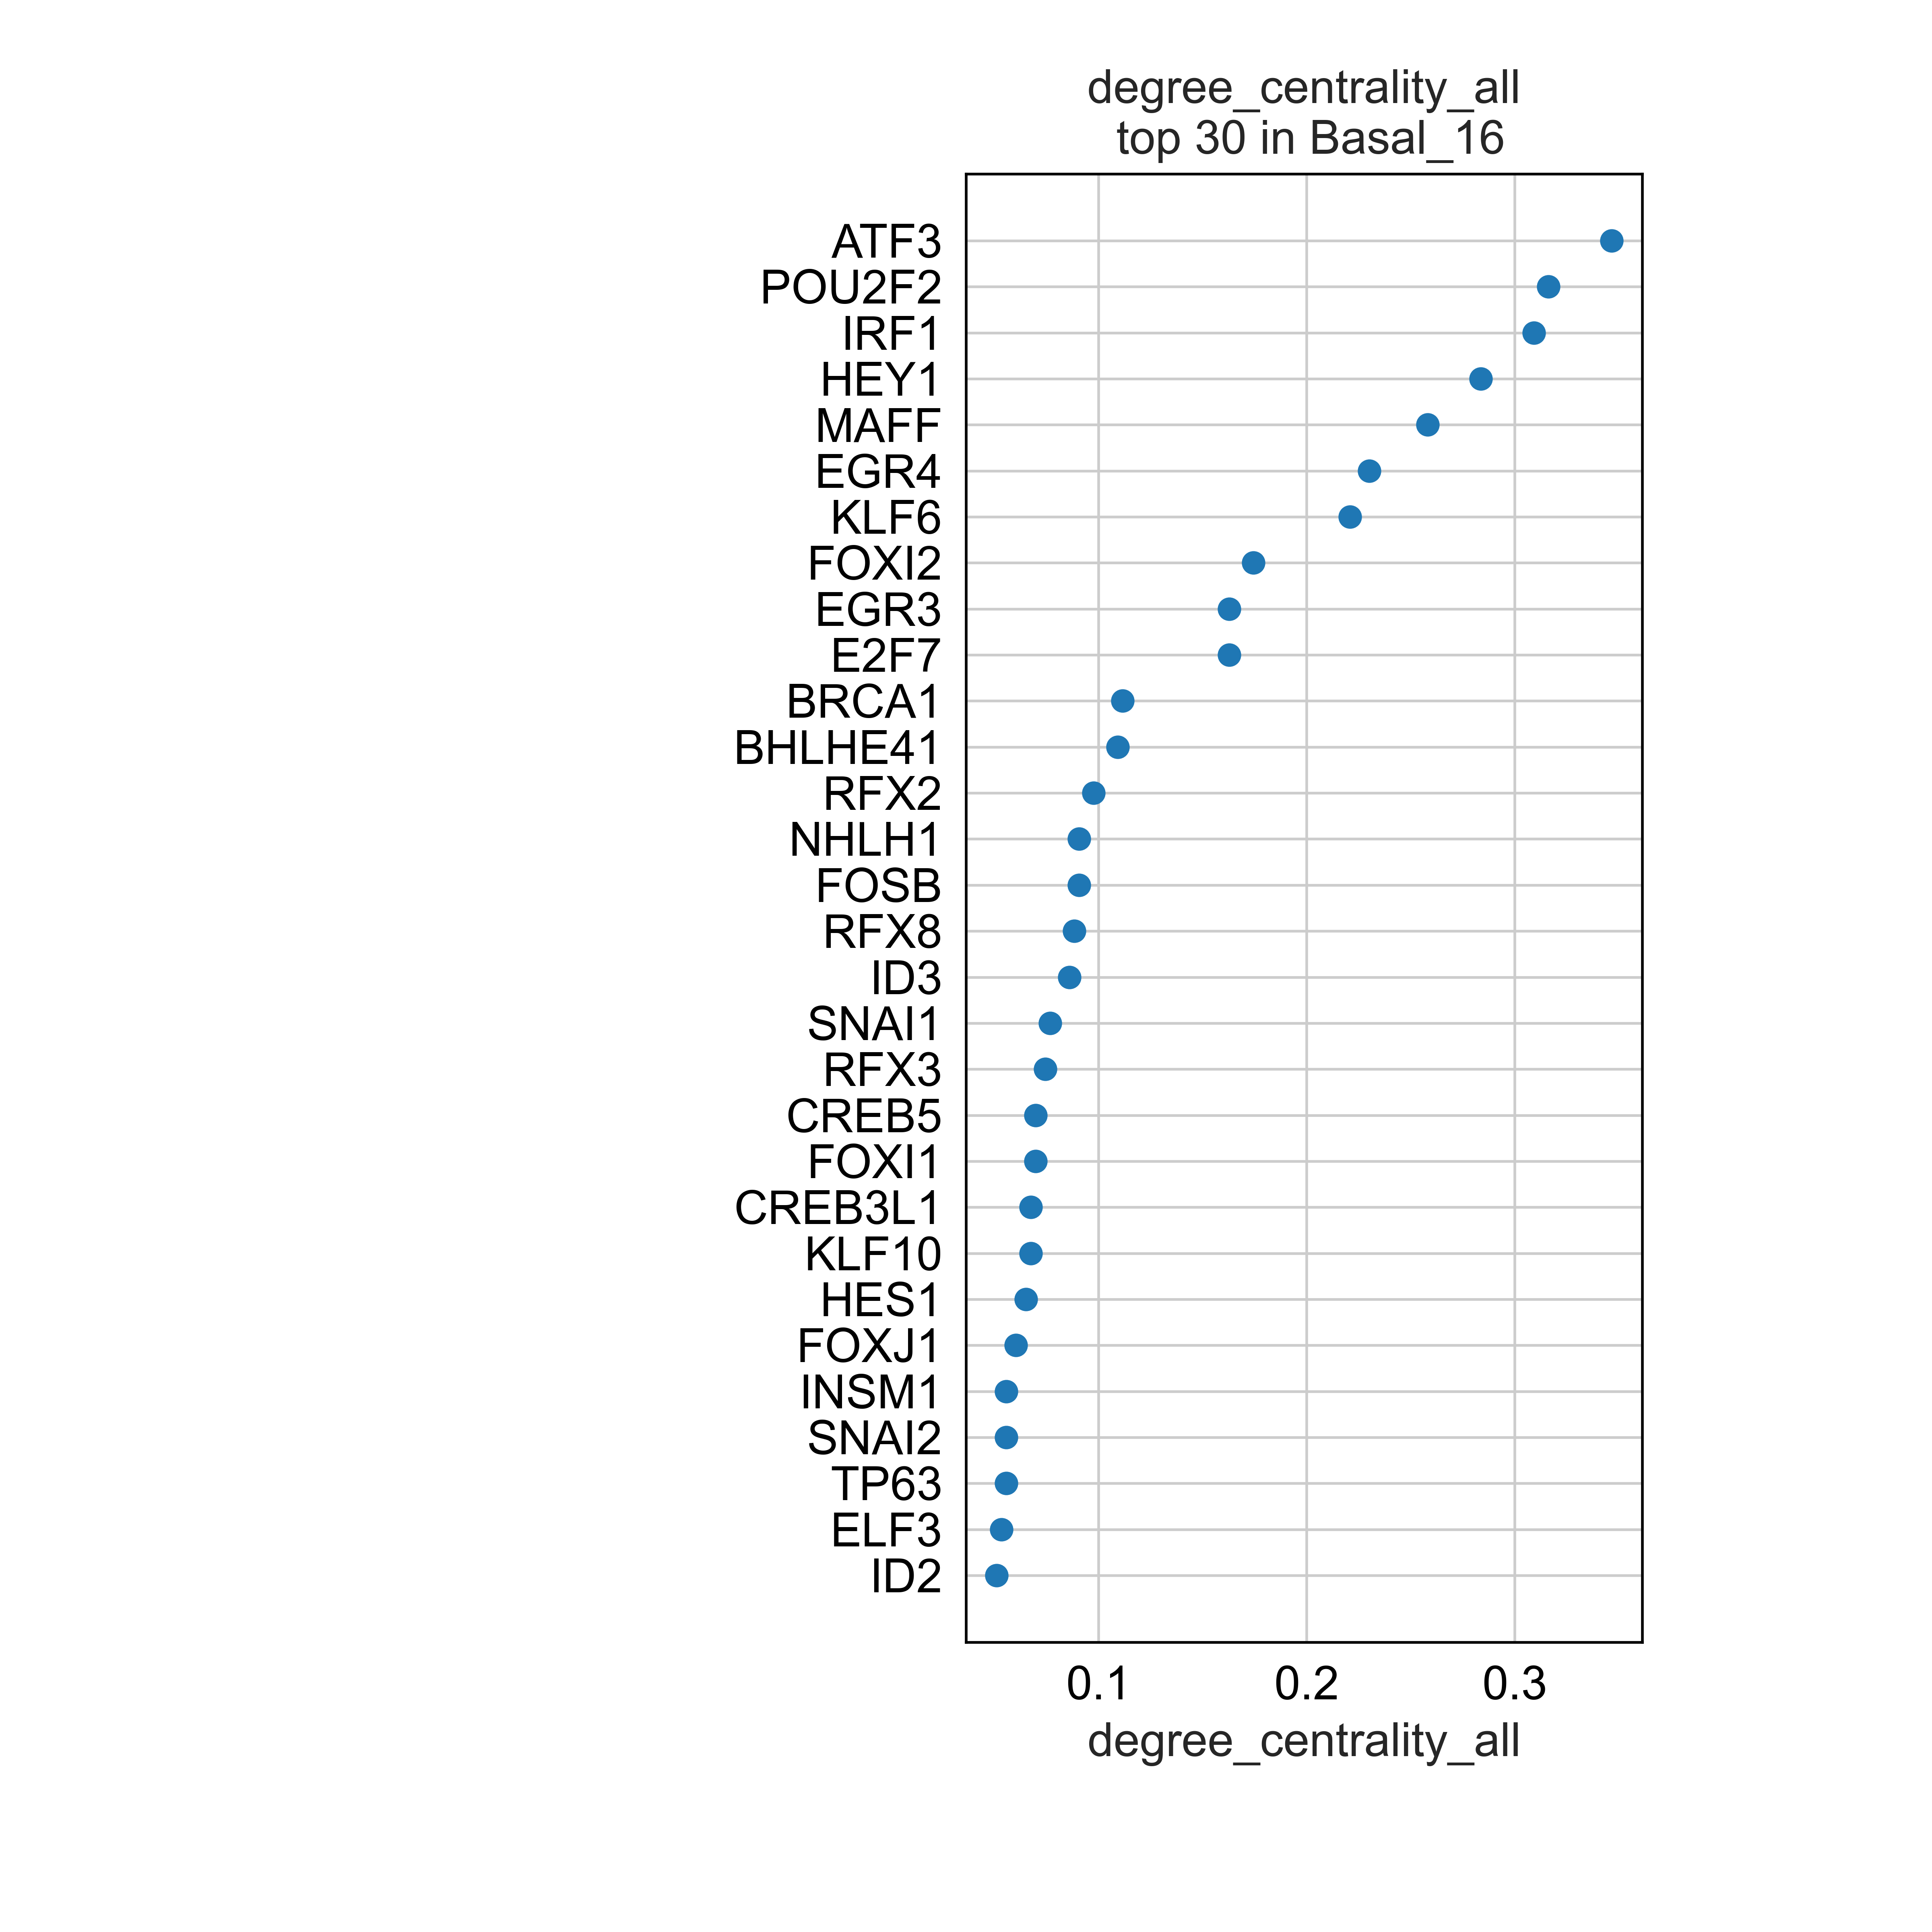 degree_centrality_all
top 30 in Basal_16
ATF3
POU2F2
IRF1
HEY1
MAFF
EGR4
KLF6
FOXI2
EGR3
E2F7
BRCA1
BHLHE41
RFX2
NHLH1
FOSB
RFX8
ID3
SNAI1
RFX3
CREB5
FOXI1
CREB3L1
KLF10
HES1
FOXJ1
INSM1
SNAI2
TP63
ELF3
ID2
0.1 0.2 0.3
degree_centrality_all